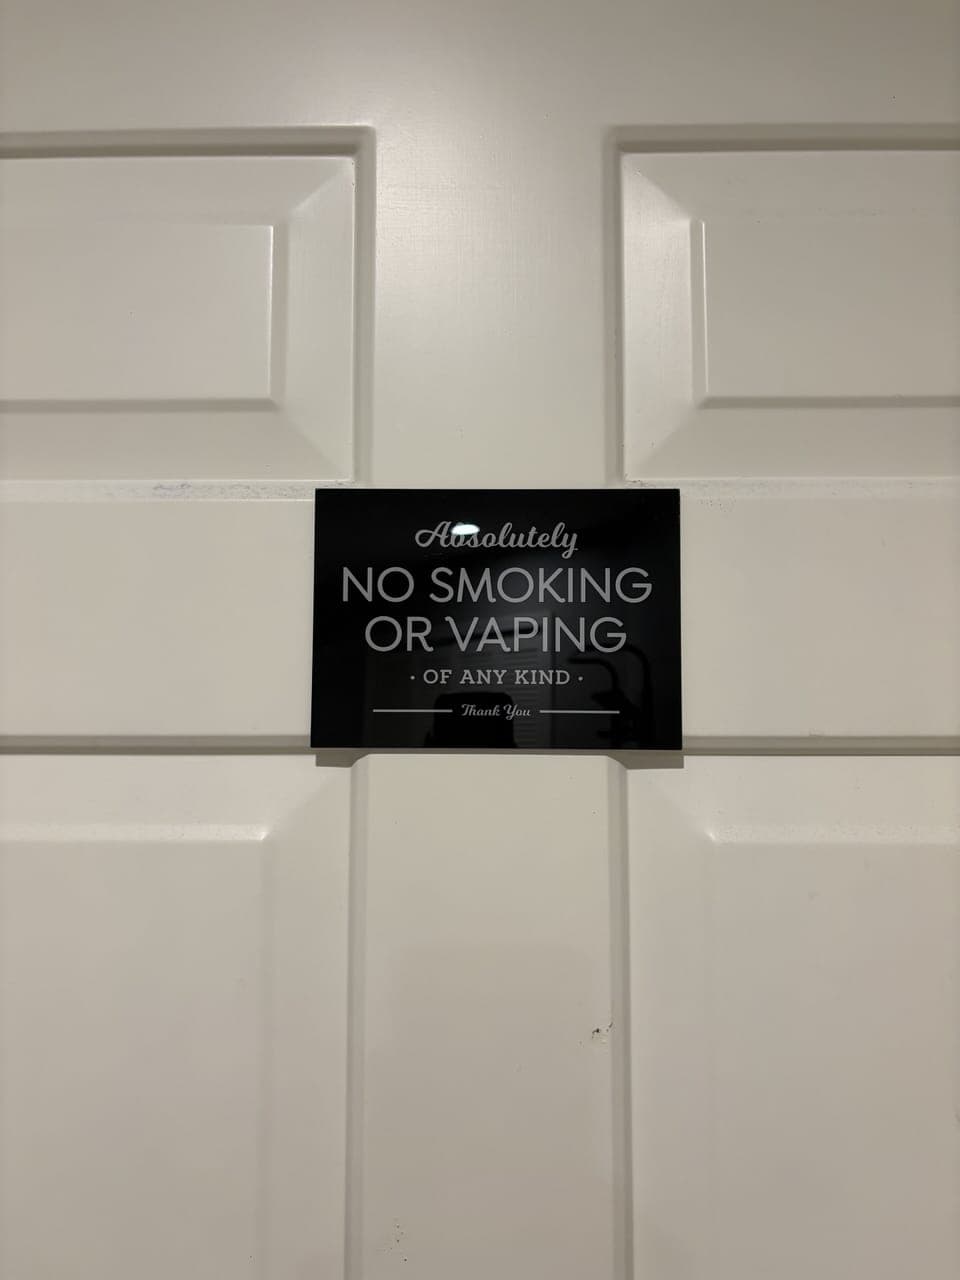 Absolutely
NO SMOKING
OR VAPING
· OF ANY KIND ·
Thank You